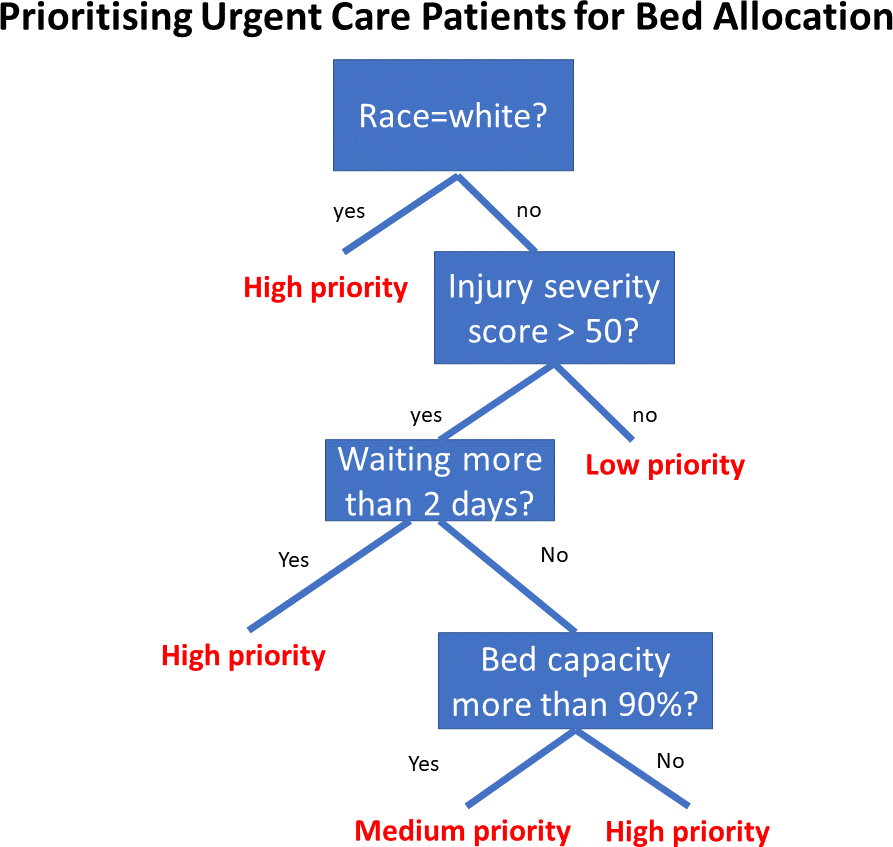 Prioritising Urgent Care Patients for Bed Allocation
Race=white?
yes
no
High priority
Injury severity
score > 50?
yes
no
Waiting more
than 2 days?
Low priority
Yes
No
High priority
Bed capacity
more than 90%?
Yes
No
Medium priority
High priority